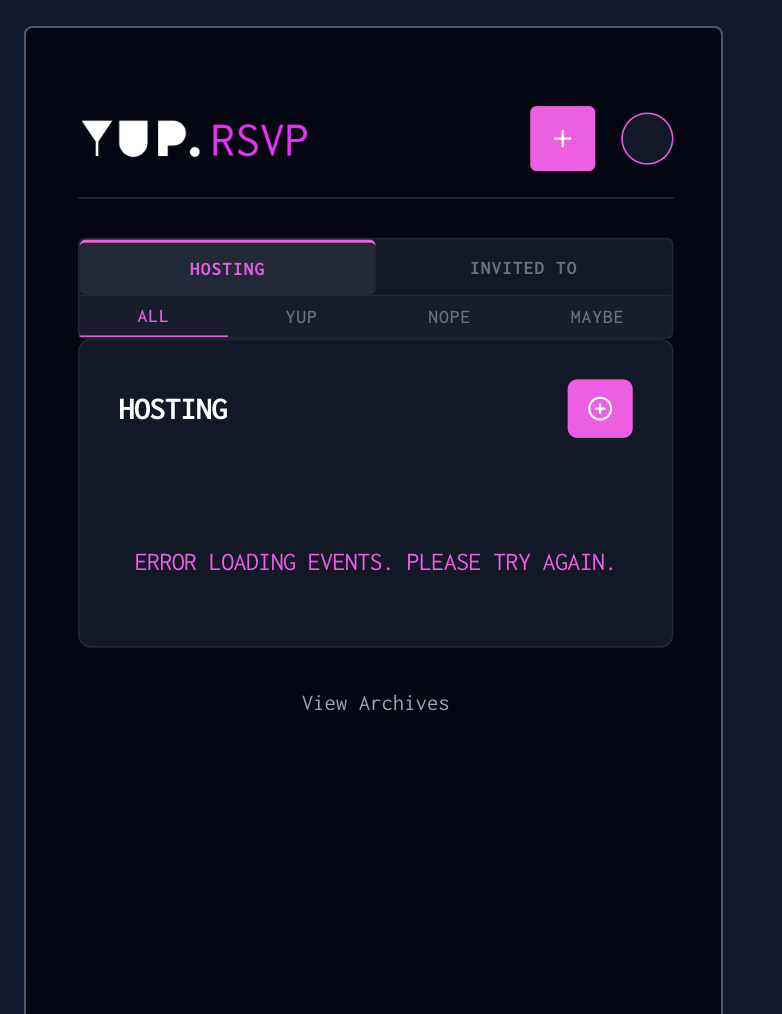 YUP.RSVP
HOSTING
INVITED TO
ALL
YUP
NOPE
MAYBE
HOSTING
ERROR LOADING EVENTS. PLEASE TRY AGAIN.
View Archives